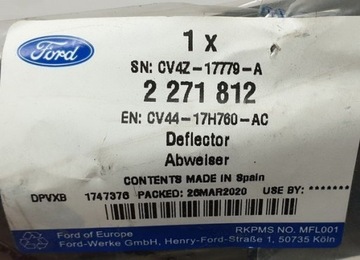 Ford
1 x
SN: CV4Z-17779-A
2 271 812
EN: CV44-17H760-AC
Deflector
Abweiser
CONTENTS MADE IN Spain
DPVXB 1747376 PACKED: 26MAR2020 USE BY: *******
Ford of Europe RKPMS NO. MFL001
Ford-Werke GmbH, Henry-Ford-Straße 1, 50735 Köln